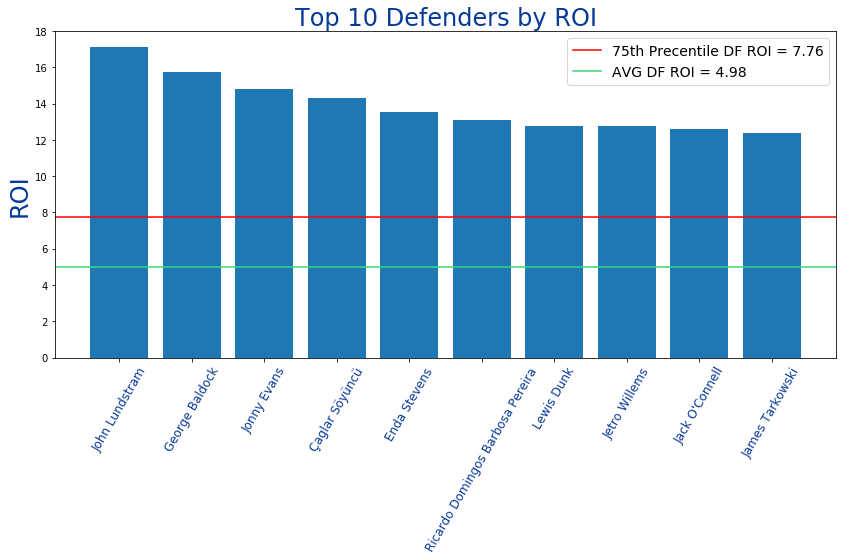 Top 10 Defenders by ROI
75th Precentile DF ROI = 7.76
AVG DF ROI = 4.98
ROI
18
16
14
12
10
8
6
4
2
0
John Lundstram
George Baldock
Jonny Evans
Çaglar Söyüncü
Enda Stevens
Ricardo Domingos Barbosa Pereira
Lewis Dunk
Jetro Willems
Jack O'Connell
James Tarkowski